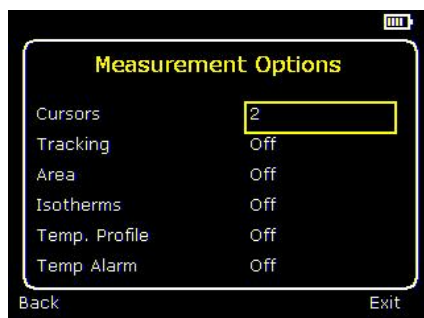 Measurement Options
Cursors 2
Tracking Off
Area Off
Isotherms Off
Temp. Profile Off
Temp Alarm Off
Back Exit